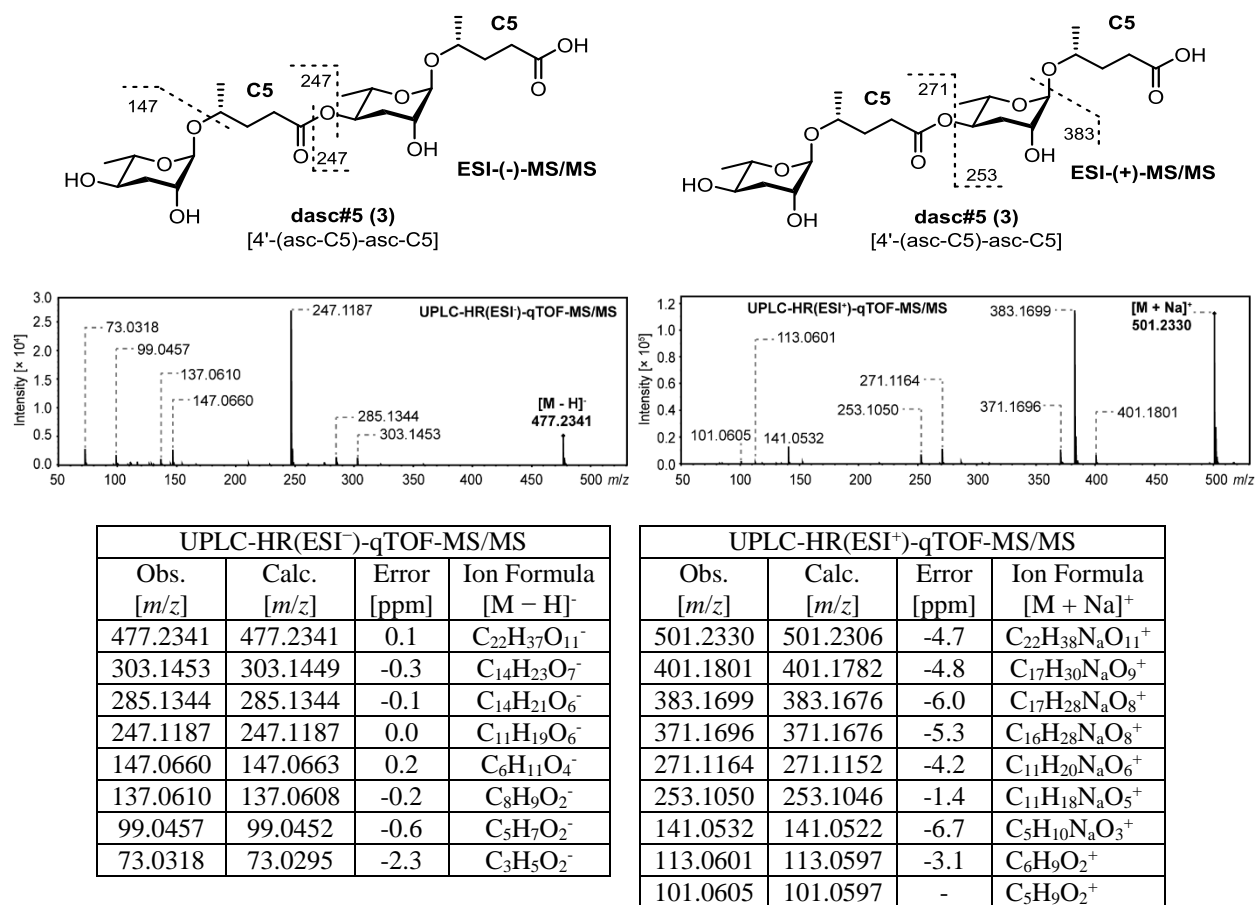 C5
OH
O
O
247
C5
147
O
O
O
O
OH
247
O
O
HO
OH
ESI-(-)-MS/MS
dasc#5 (3)
[4'-(asc-C5)-asc-C5]
C5
OH
O
O
271
C5
O
O
O
O
OH
383
253
O
O
HO
OH
ESI-(+)-MS/MS
dasc#5 (3)
[4'-(asc-C5)-asc-C5]
Intensity [× 10⁴]
3.0
2.5
2.0
1.5
1.0
0.5
0.0
73.0318
99.0457
137.0610
147.0660
247.1187
285.1344
303.1453
UPLC-HR(ESI⁻)-qTOF-MS/MS
[M - H]⁻
477.2341
50 100 150 200 250 300 350 400 450 500 m/z
Intensity [× 10⁵]
1.2
1.0
0.8
0.6
0.4
0.2
0.0
UPLC-HR(ESI⁺)-qTOF-MS/MS
113.0601
101.0605
141.0532
253.1050
271.1164
383.1699
371.1696
401.1801
[M + Na]⁺
501.2330
50 100 150 200 250 300 350 400 450 500 m/z
UPLC-HR(ESI⁻)-qTOF-MS/MS
Obs. [m/z] Calc. [m/z] Error [ppm] Ion Formula [M − H]⁻
477.2341 477.2341 0.1 C₂₂H₃₇O₁₁⁻
303.1453 303.1449 -0.3 C₁₄H₂₃O₇⁻
285.1344 285.1344 -0.1 C₁₄H₂₁O₆⁻
247.1187 247.1187 0.0 C₁₁H₁₉O₆⁻
147.0660 147.0663 0.2 C₆H₁₁O₄⁻
137.0610 137.0608 -0.2 C₈H₉O₂⁻
99.0457 99.0452 -0.6 C₅H₇O₂⁻
73.0318 73.0295 -2.3 C₃H₅O₂⁻
UPLC-HR(ESI⁺)-qTOF-MS/MS
Obs. [m/z] Calc. [m/z] Error [ppm] Ion Formula [M + Na]⁺
501.2330 501.2306 -4.7 C₂₂H₃₈NₐO₁₁⁺
401.1801 401.1782 -4.8 C₁₇H₃₀NₐO₉⁺
383.1699 383.1676 -6.0 C₁₇H₂₈NₐO₈⁺
371.1696 371.1676 -5.3 C₁₆H₂₈NₐO₈⁺
271.1164 271.1152 -4.2 C₁₁H₂₀NₐO₆⁺
253.1050 253.1046 -1.4 C₁₁H₁₈NₐO₅⁺
141.0532 141.0522 -6.7 C₅H₁₀NₐO₃⁺
113.0601 113.0597 -3.1 C₆H₉O₂⁺
101.0605 101.0597 - C₅H₉O₂⁺